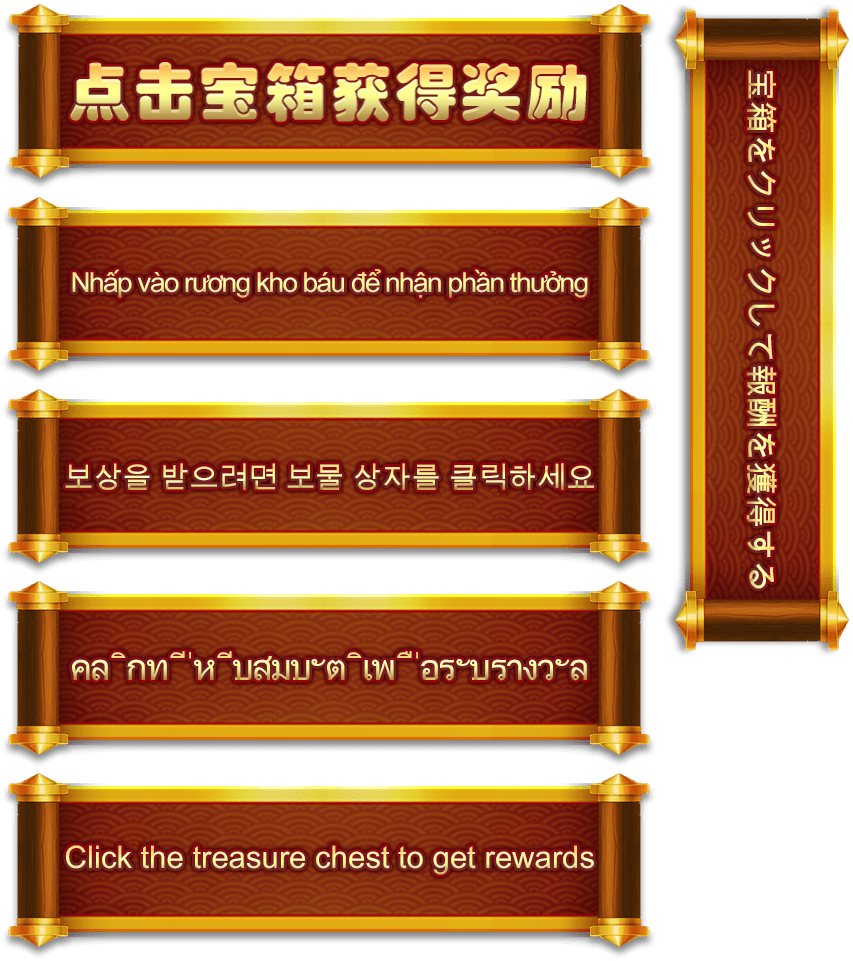 点击宝箱获得奖励
Nhấp vào rương kho báu để nhận phần thưởng
보상을 받으려면 보물 상자를 클릭하세요
คลิกที่หีบสมบัติเพื่อรับรางวัล
Click the treasure chest to get rewards
宝箱をクリックして報酬を獲得する